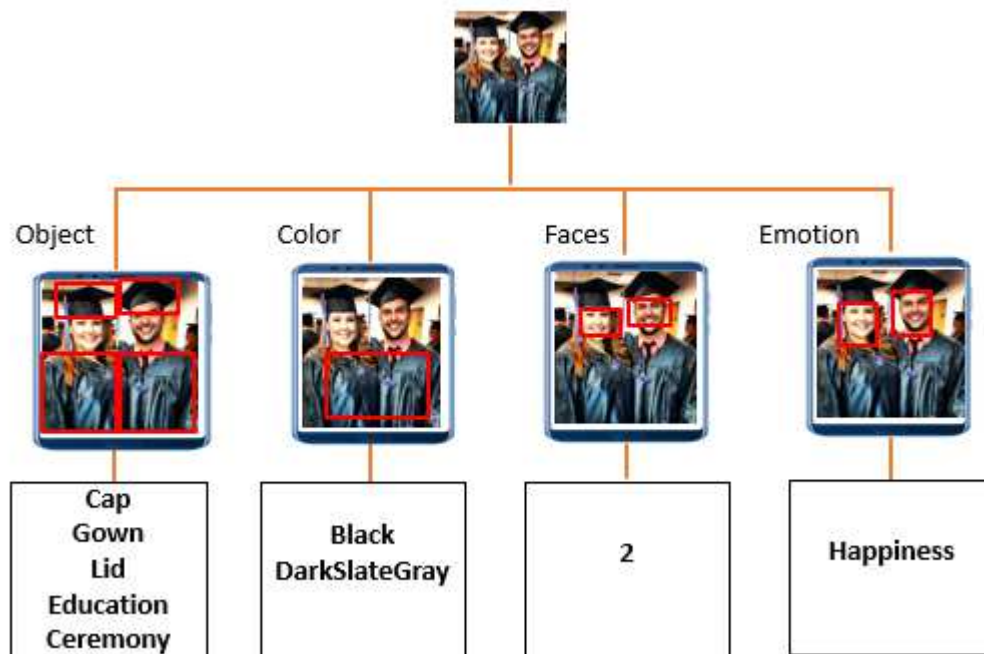 Object
Color
Faces
Emotion
Cap
Gown
Lid
Education
Ceremony
Black
DarkSlateGray
2
Happiness